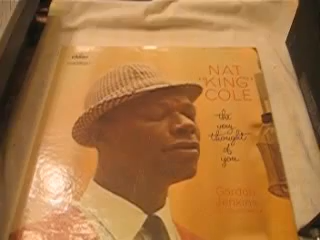 NAT
"KING"
COLE
the
very
thought
of
you
Gordon
Jenkins